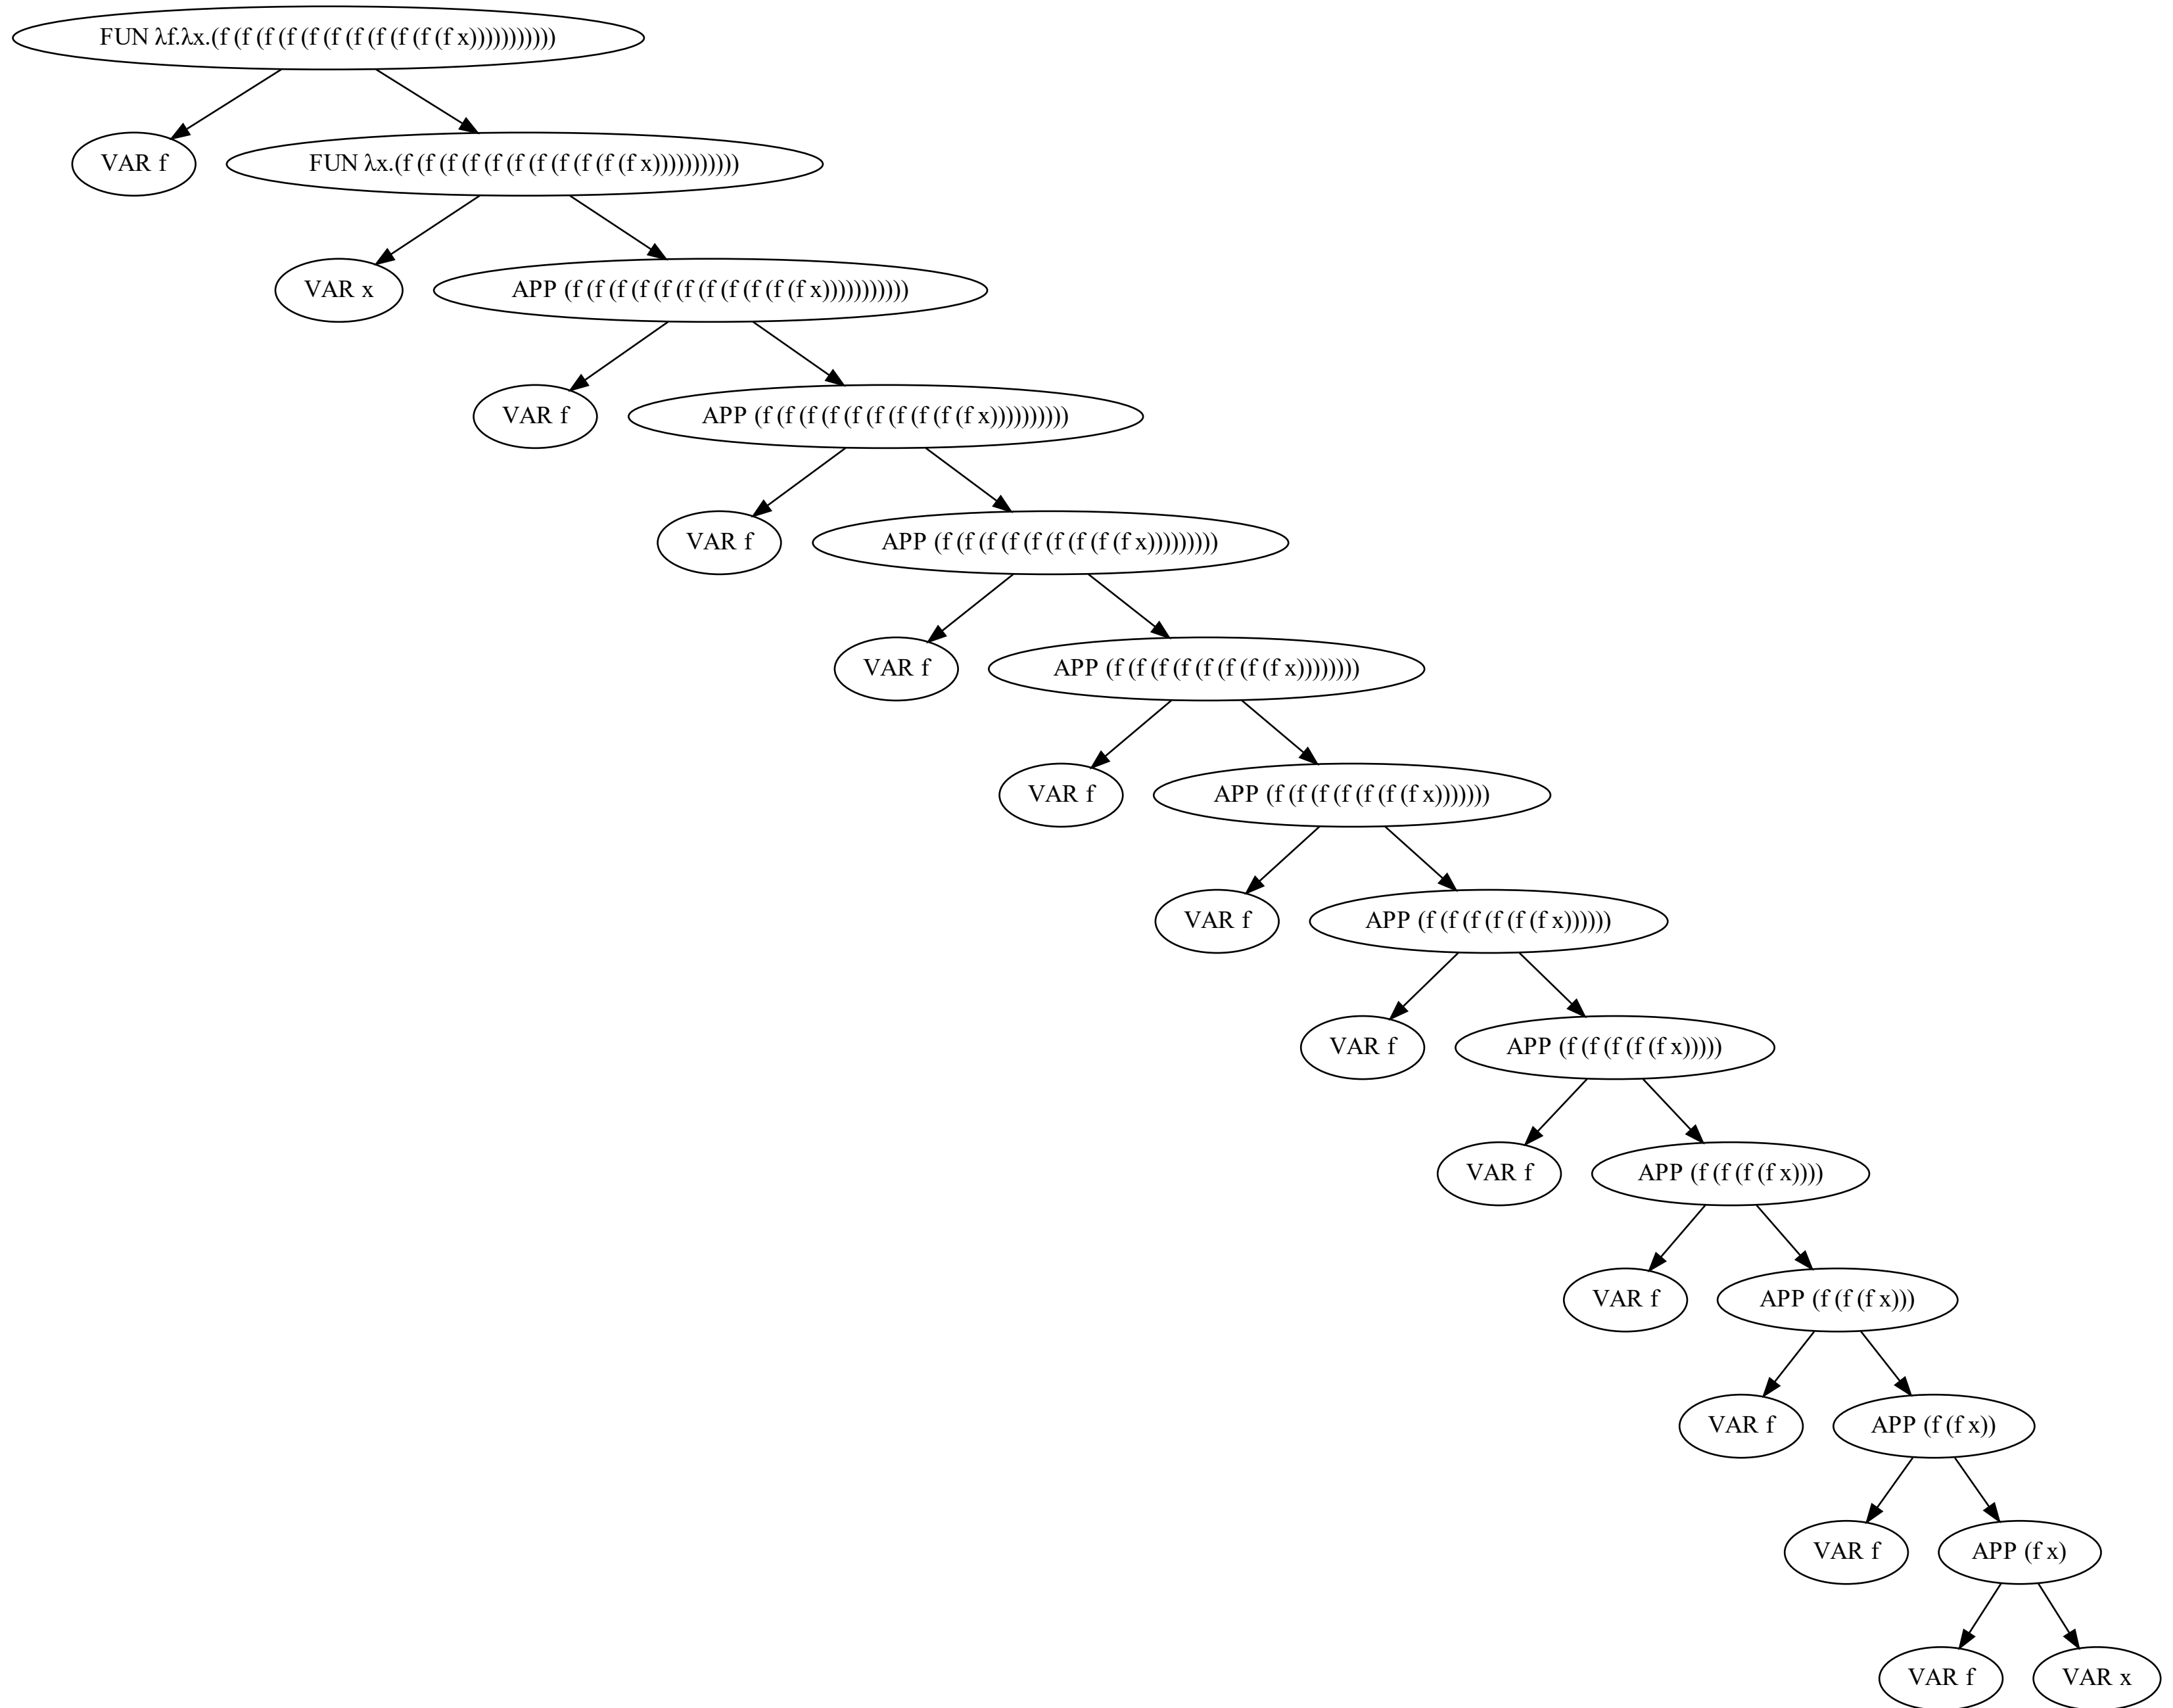 FUN λf.λx.(f (f (f (f (f (f (f (f (f (f (f x)))))))))))
VAR f
FUN λx.(f (f (f (f (f (f (f (f (f (f (f x)))))))))))
VAR x
APP (f (f (f (f (f (f (f (f (f (f (f x)))))))))))
VAR f
APP (f (f (f (f (f (f (f (f (f (f x))))))))))
VAR f
APP (f (f (f (f (f (f (f (f (f x)))))))))
VAR f
APP (f (f (f (f (f (f (f (f x))))))))
VAR f
APP (f (f (f (f (f (f (f x)))))))
VAR f
APP (f (f (f (f (f (f x))))))
VAR f
APP (f (f (f (f (f x)))))
VAR f
APP (f (f (f (f x))))
VAR f
APP (f (f (f x)))
VAR f
APP (f (f x))
VAR f
APP (f x)
VAR f
VAR x